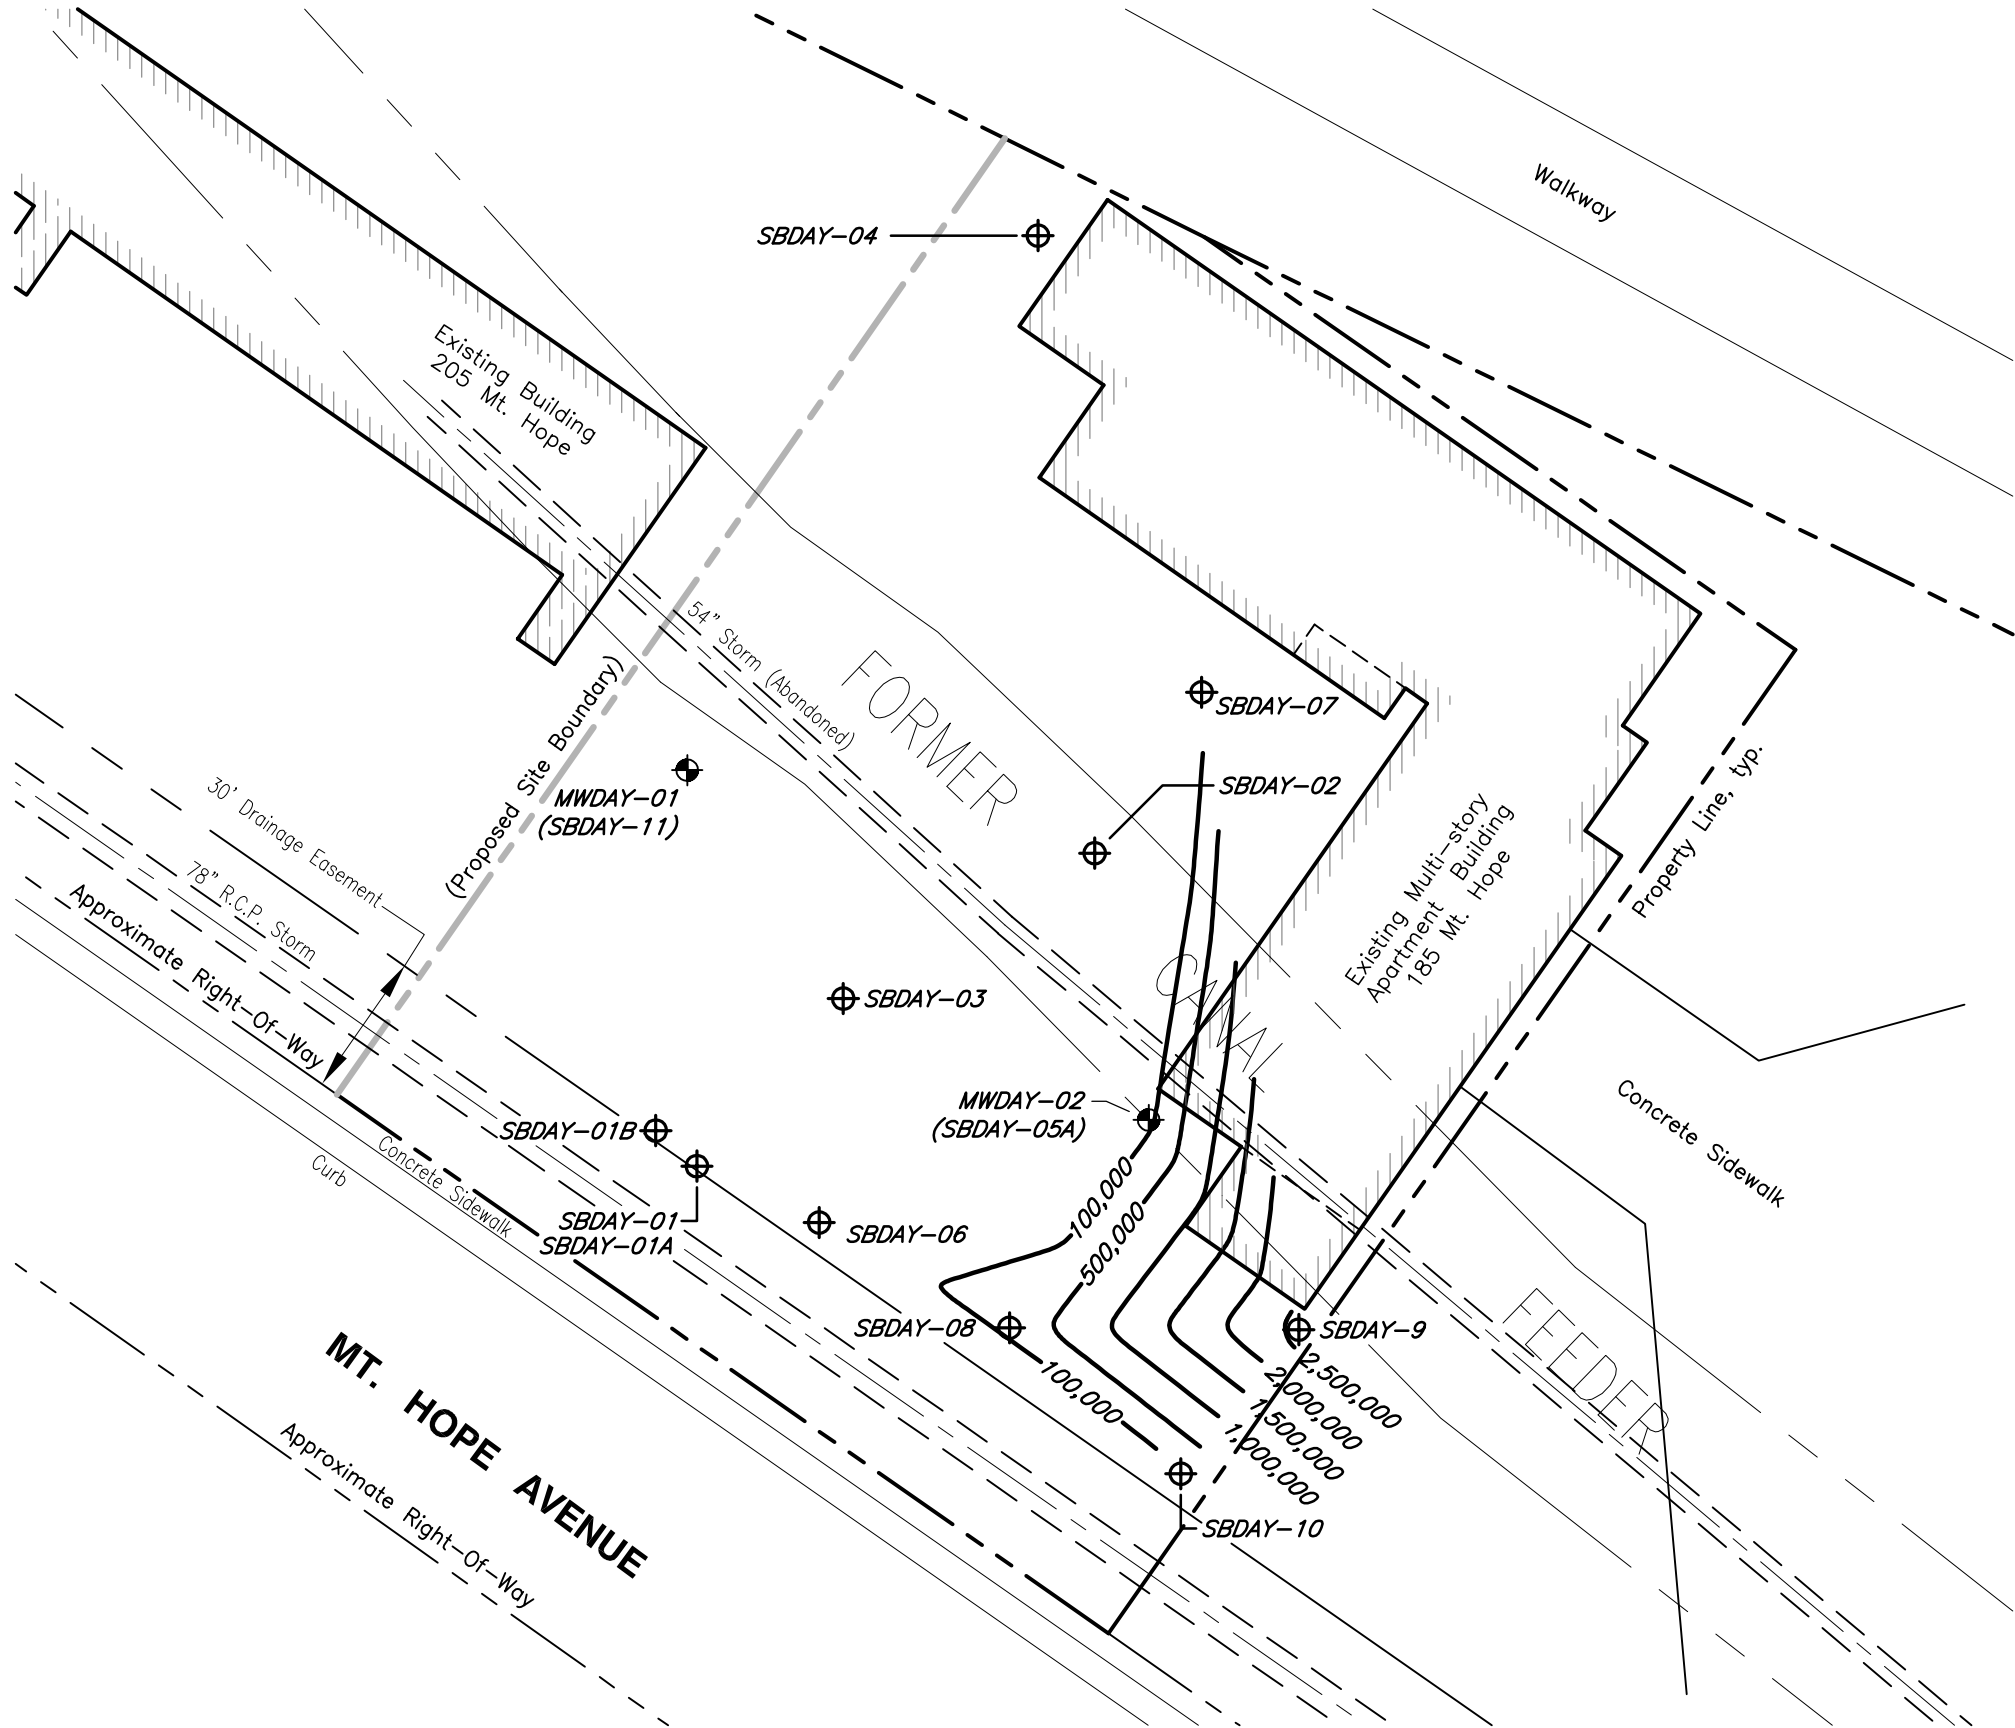 Walkway
SBDAY-04
Existing Building
205 Mt. Hope
54" Storm (Abandoned)
FORMER
SBDAY-07
(Proposed Site Boundary)
MWDAY-01
(SBDAY-11)
SBDAY-02
30' Drainage Easement
78" R.C.P. Storm
Approximate Right-Of-Way
Existing Multi-story
Apartment Building
185 Mt. Hope
Property Line, typ.
SBDAY-03
CANAL
MWDAY-02
(SBDAY-05A)
Concrete Sidewalk
SBDAY-01B
Concrete Sidewalk
Curb
SBDAY-01
SBDAY-01A
SBDAY-06
100,000
500,000
SBDAY-08
SBDAY-9
FEEDER
100,000
2,500,000
2,000,000
1,500,000
1,000,000
MT. HOPE AVENUE
Approximate Right-Of-Way
SBDAY-10